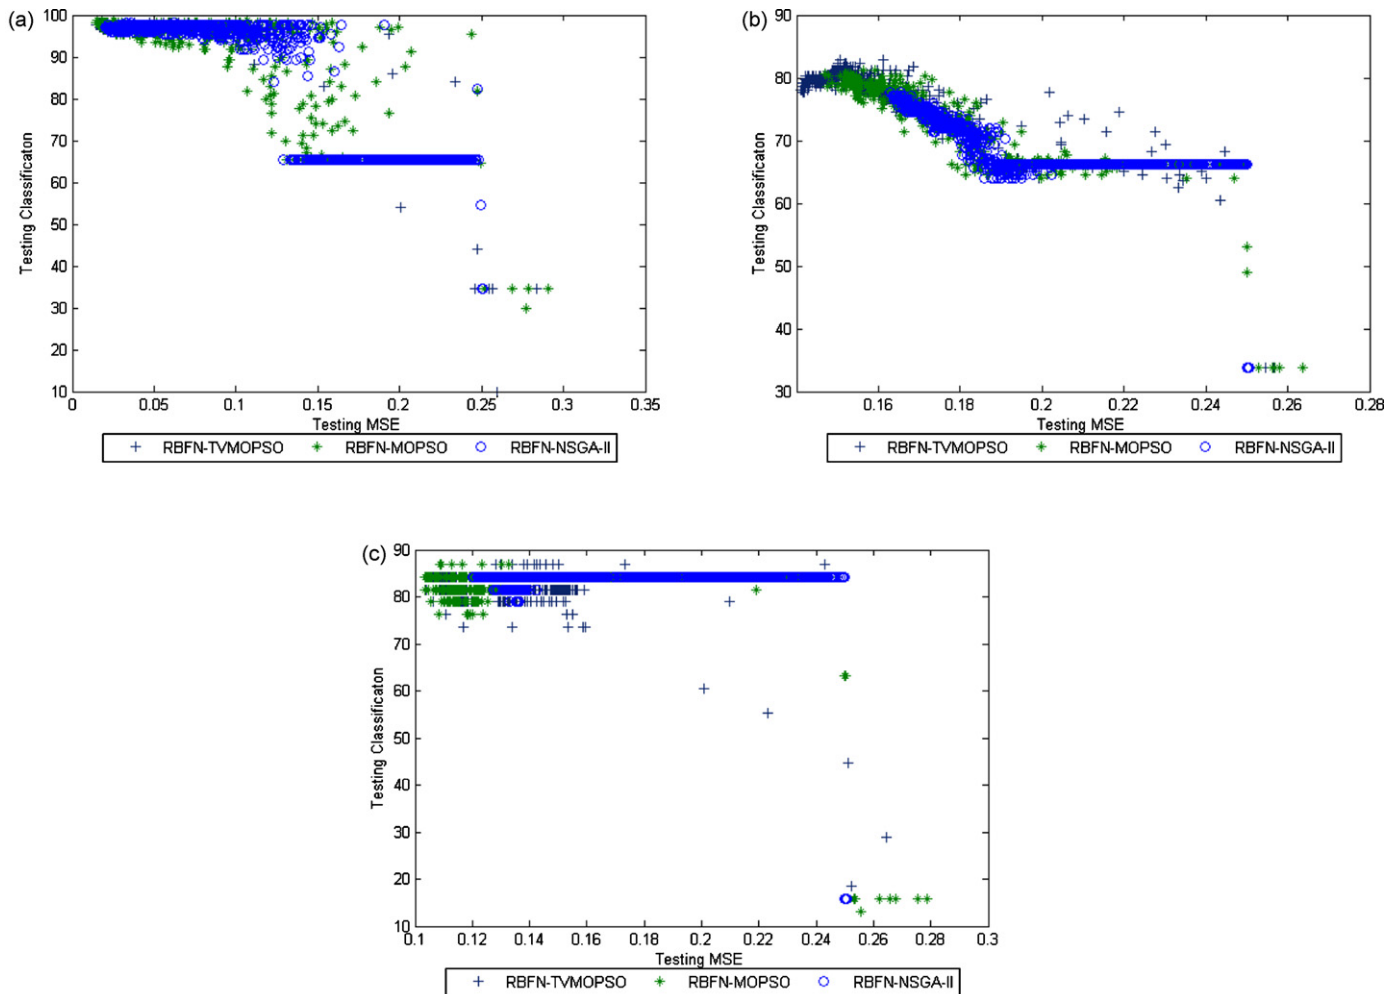 (a)
100
90
80
70
60
50
40
30
20
10
Testing Classificaton
0
0.05
0.1
0.15
0.2
0.25
0.3
0.35
Testing MSE
RBFN-TVMOPSO
RBFN-MOPSO
RBFN-NSGA-II
(b)
90
80
70
60
50
40
30
Testing Classificaton
0.16
0.18
0.2
0.22
0.24
0.26
0.28
Testing MSE
RBFN-TVMOPSO
RBFN-MOPSO
RBFN-NSGA-II
(c)
90
80
70
60
50
40
30
20
10
Testing Classificaton
0.1
0.12
0.14
0.16
0.18
0.2
0.22
0.24
0.26
0.28
0.3
Testing MSE
RBFN-TVMOPSO
RBFN-MOPSO
RBFN-NSGA-II